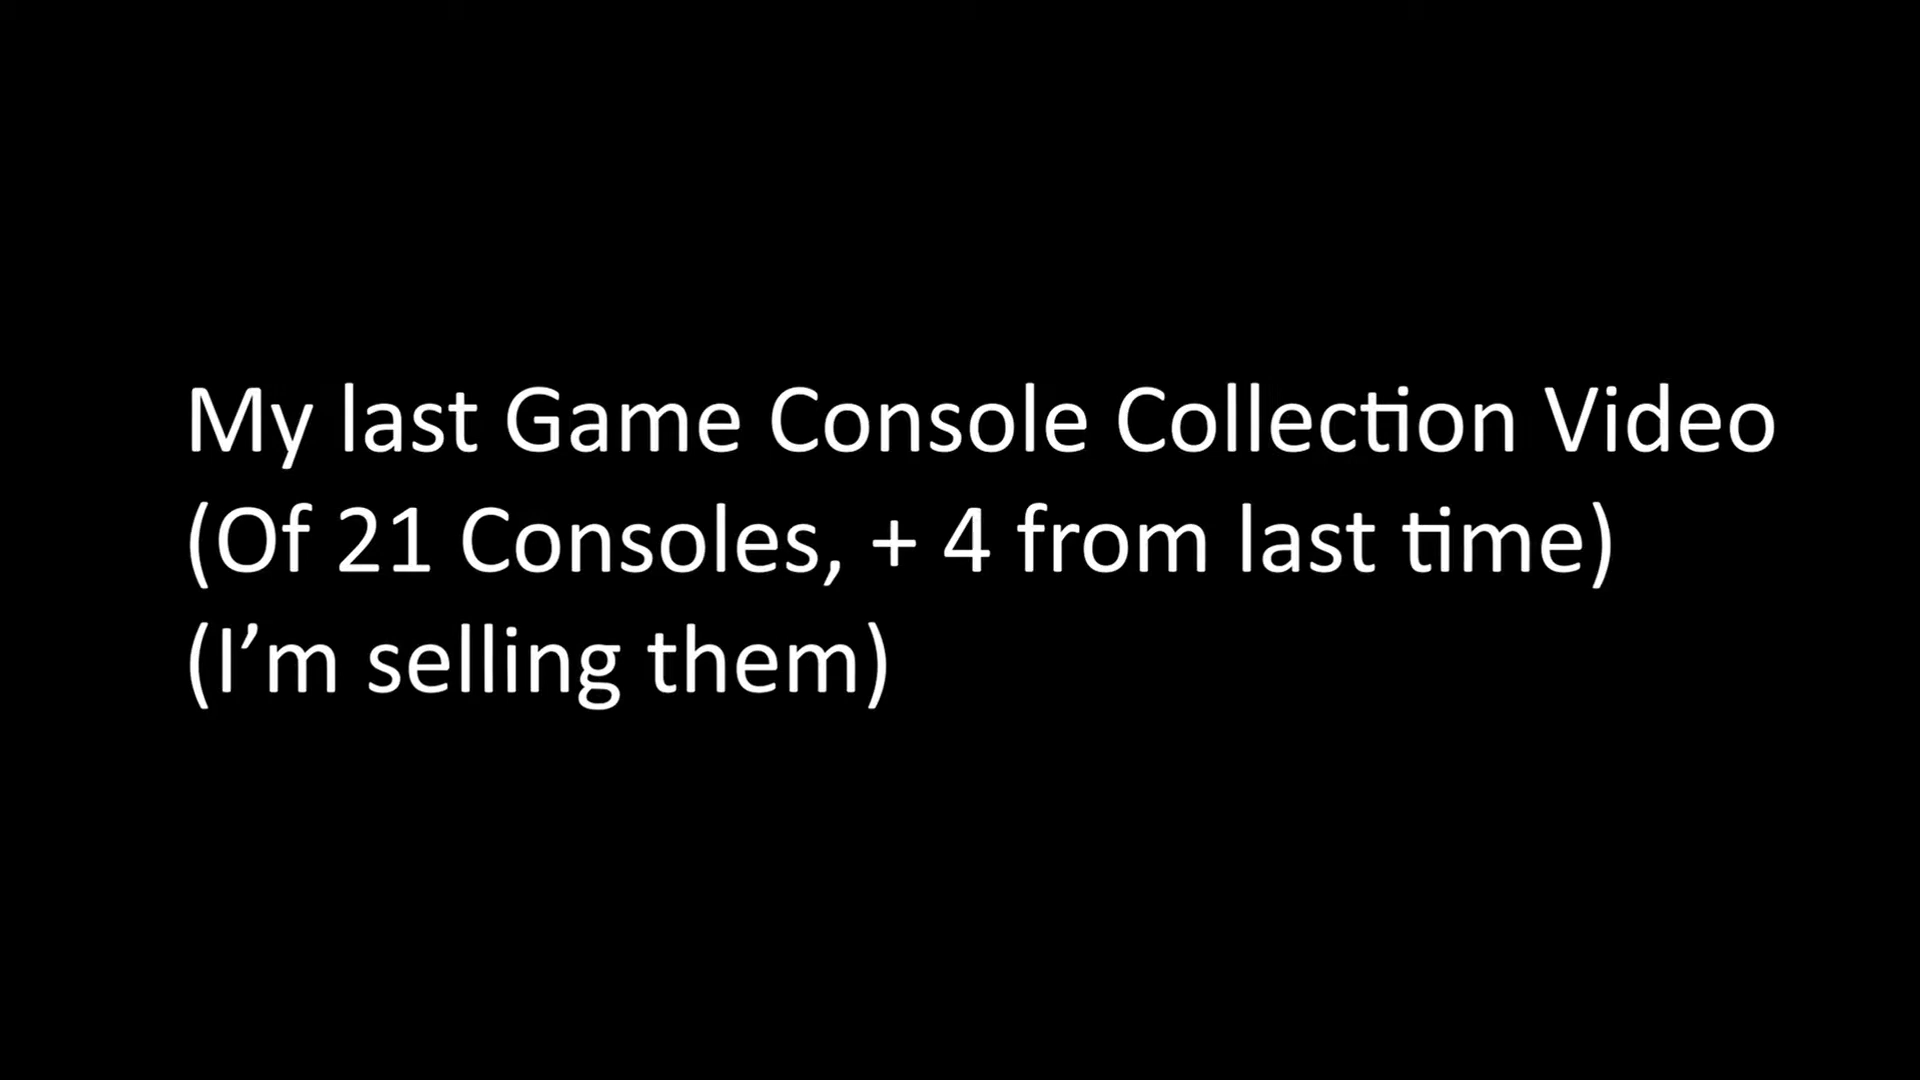 My last Game Console Collection Video
(Of 21 Consoles, + 4 from last time)
(I’m selling them)